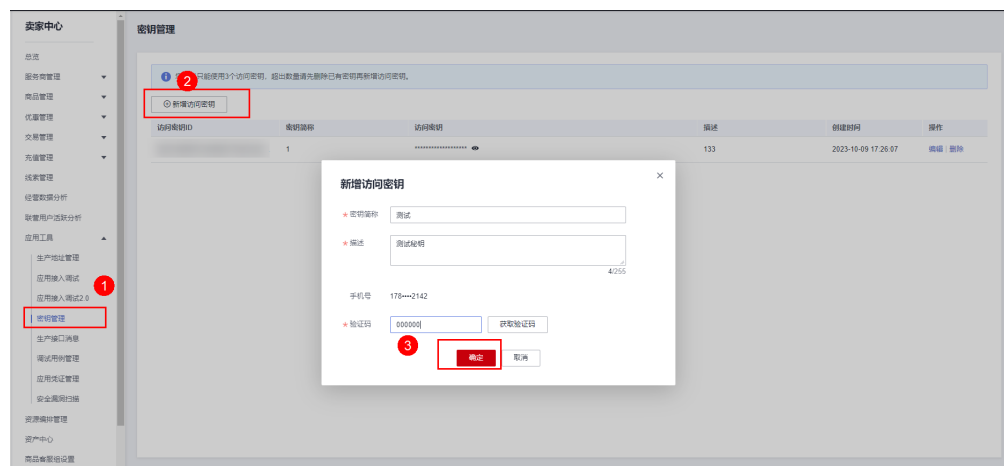 卖家中心
密钥管理
总览
服务商管理
商品管理
优惠管理
交易管理
充值管理
线索管理
经营数据分析
联营用户活跃分析
应用工具
生产地址管理
应用接入调试
应用接入调试2.0
密钥管理
生产接口消息
调试用例管理
应用凭证管理
安全漏洞扫描
资源编排管理
资产中心
商品客服组设置
1
2
只能使用3个访问密钥，超出数量请先删除已有密钥再新增访问密钥。
新增访问密钥
访问密钥ID 密钥简称 访问密钥 描述 创建时间 操作
1 ****************** 133 2023-10-09 17:26:07 编辑 删除
新增访问密钥
* 密钥简称 测试
* 描述 测试秘钥
4/255
手机号 178****2142
* 验证码 000000 获取验证码
3
确定 取消